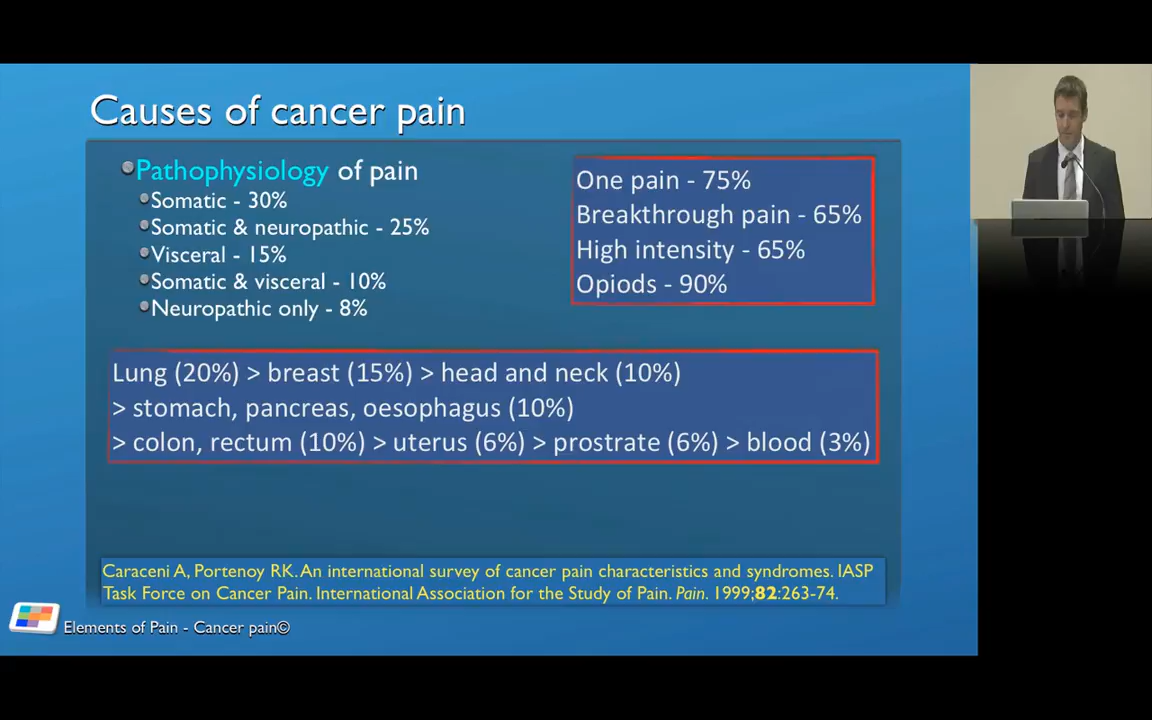 Causes of cancer pain
Pathophysiology of pain
Somatic - 30%
Somatic & neuropathic - 25%
Visceral - 15%
Somatic & visceral - 10%
Neuropathic only - 8%
One pain - 75%
Breakthrough pain - 65%
High intensity - 65%
Opiods - 90%
Lung (20%) > breast (15%) > head and neck (10%)
> stomach, pancreas, oesophagus (10%)
> colon, rectum (10%) > uterus (6%) > prostrate (6%) > blood (3%)
Caraceni A, Portenoy RK. An international survey of cancer pain characteristics and syndromes. IASP
Task Force on Cancer Pain. International Association for the Study of Pain. Pain. 1999;82:263-74.
Elements of Pain - Cancer pain©